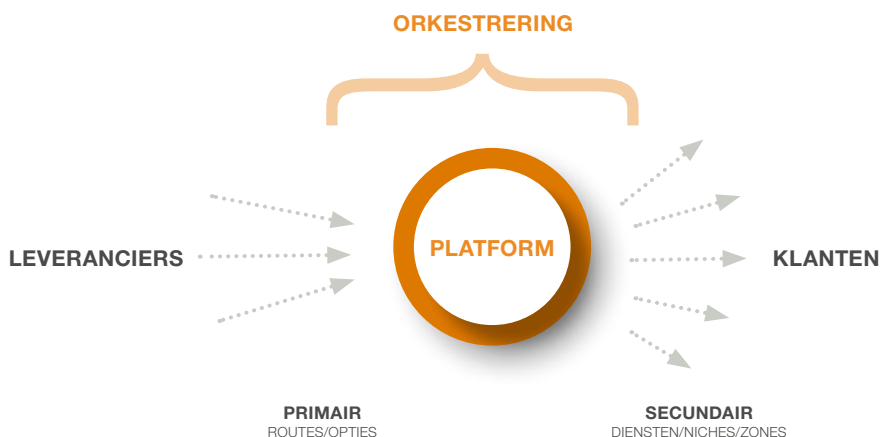 ORKESTRERING
LEVERANCIERS
PLATFORM
KLANTEN
PRIMAIR
ROUTES/OPTIES
SECUNDAIR
DIENSTEN/NICHES/ZONES